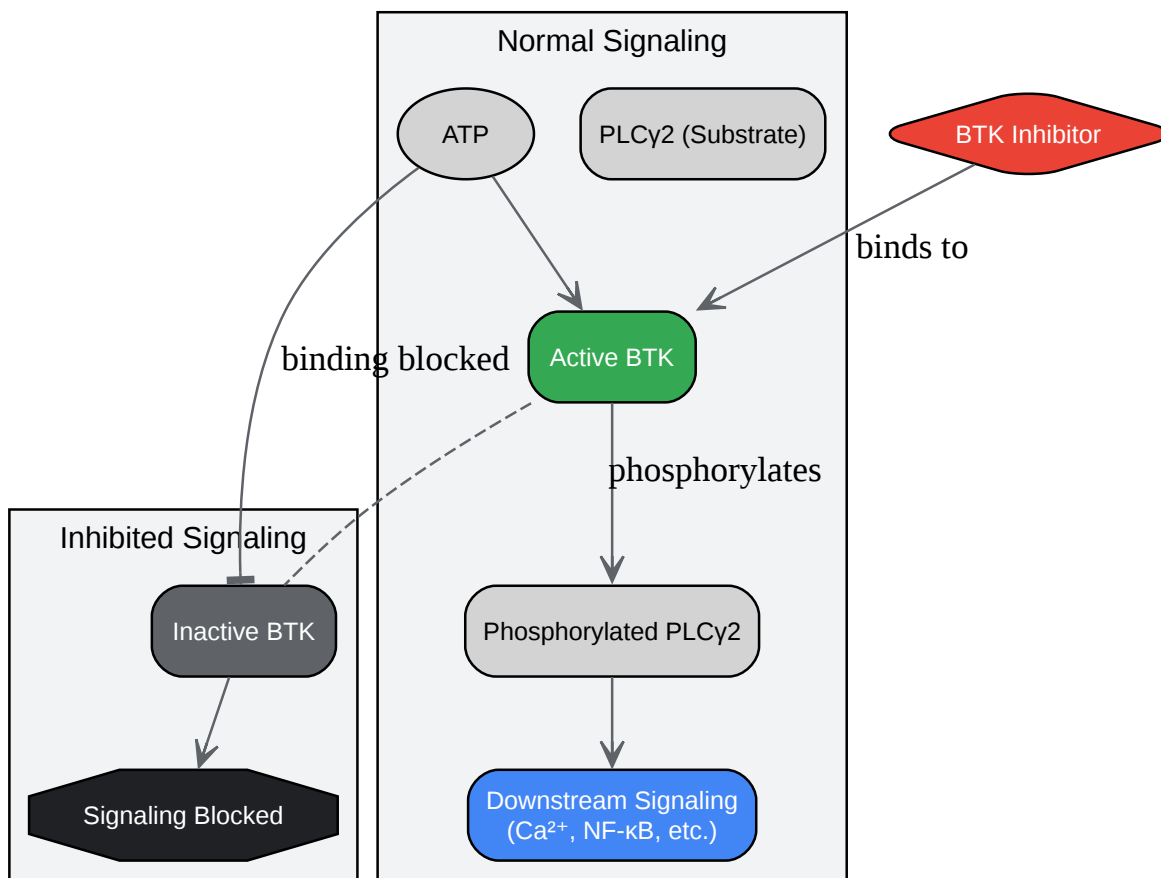 Normal Signaling
ATP
PLCγ2 (Substrate)
BTK Inhibitor
binds to
binding blocked
Active BTK
phosphorylates
Inhibited Signaling
Inactive BTK
Phosphorylated PLCγ2
Signaling Blocked
Downstream Signaling
(Ca²⁺, NF-κB, etc.)